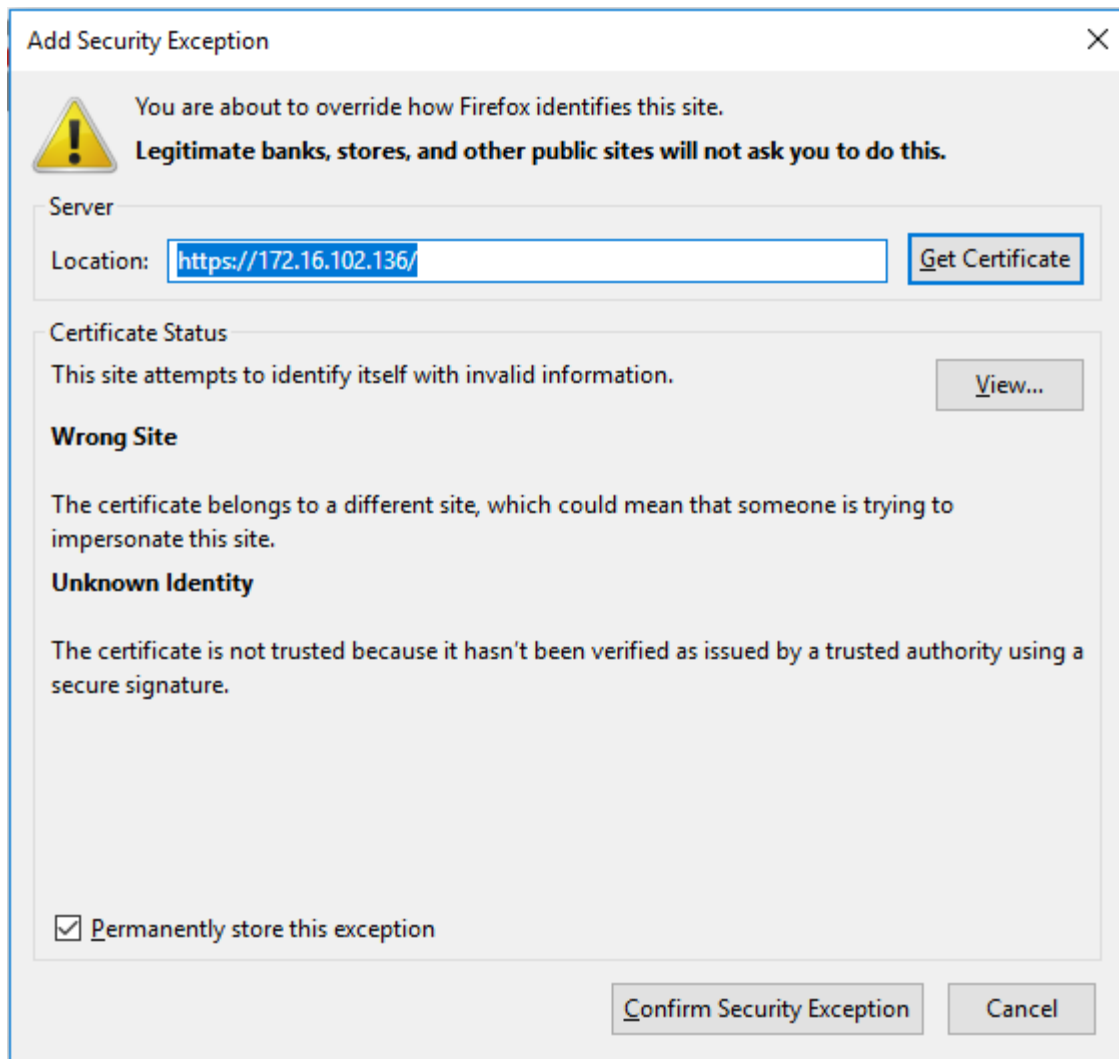 Add Security Exception
You are about to override how Firefox identifies this site.
Legitimate banks, stores, and other public sites will not ask you to do this.
Server
Location: https://172.16.102.136/ Get Certificate
Certificate Status
This site attempts to identify itself with invalid information.
View...
Wrong Site
The certificate belongs to a different site, which could mean that someone is trying to
impersonate this site.
Unknown Identity
The certificate is not trusted because it hasn't been verified as issued by a trusted authority using a
secure signature.
Permanently store this exception
Confirm Security Exception Cancel